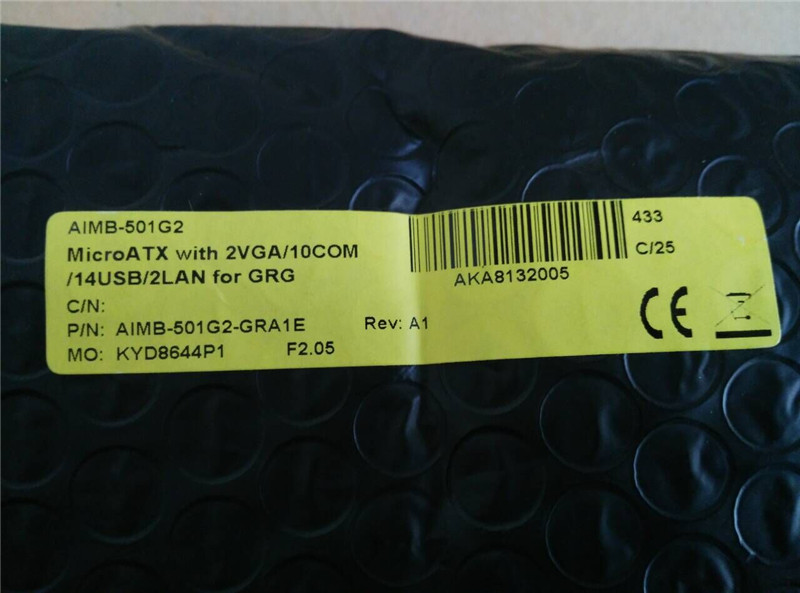 AIMB-501G2
MicroATX with 2VGA/10COM
/14USB/2LAN for GRG
C/N:
P/N: AIMB-501G2-GRA1E Rev: A1
MO: KYD8644P1 F2.05
AKA8132005
433
C/25
CE